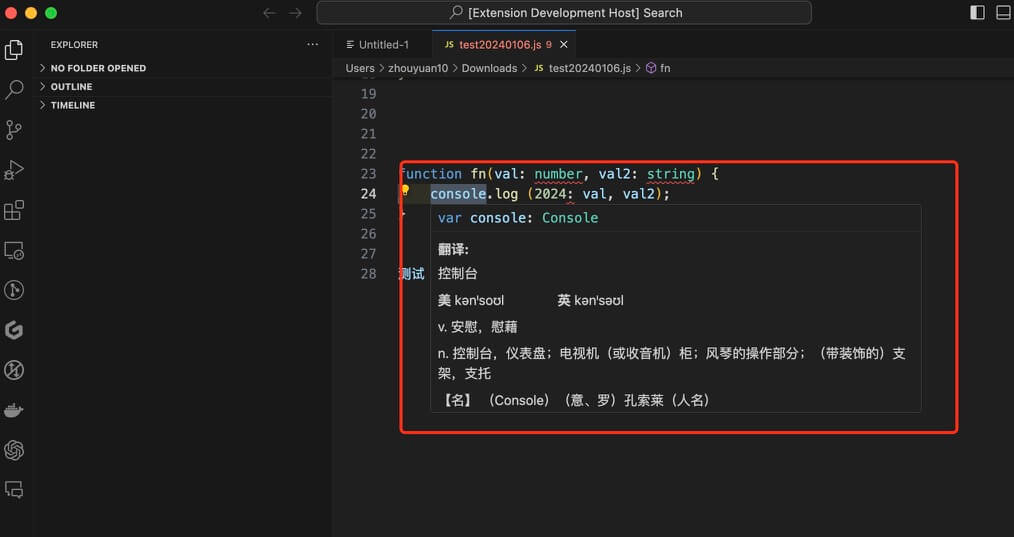 [Extension Development Host] Search
EXPLORER
Untitled-1
JS test20240106.js 9
NO FOLDER OPENED
OUTLINE
TIMELINE
Users > zhouyuan10 > Downloads > JS test20240106.js > fn
19
20
21
22
23 function fn(val: number, val2: string) {
24 console.log (2024: val, val2);
25 }
26
27
28 测试
var console: Console
翻译:
控制台
美 kənˈsoʊl 英 kənˈsəʊl
v. 安慰，慰藉
n. 控制台，仪表盘；电视机（或收音机）柜；风琴的操作部分；（带装饰的）支
架，支托
【名】 （Console）（意、罗）孔索莱（人名）